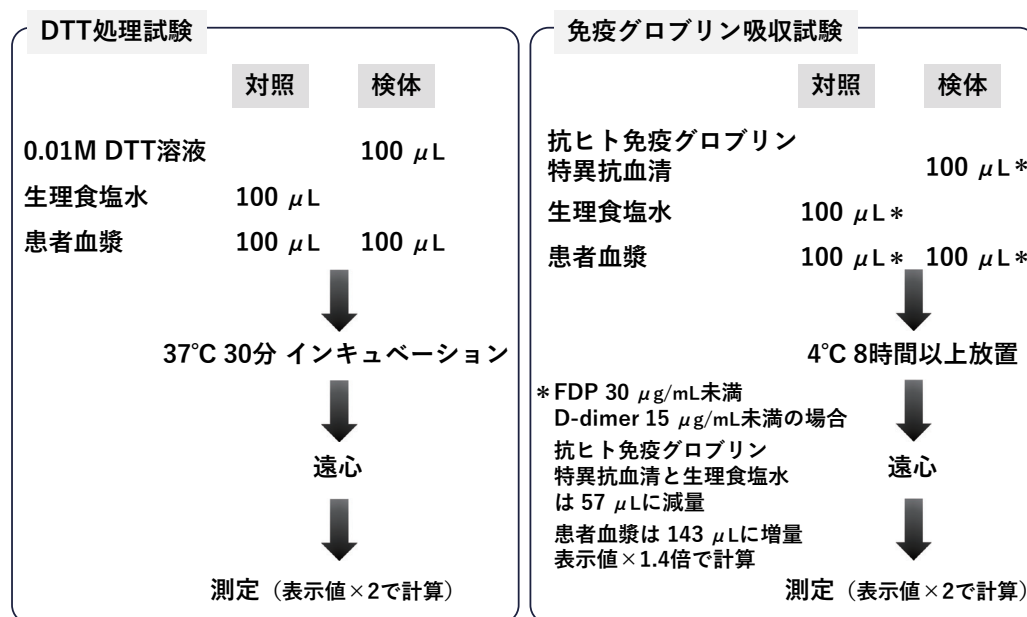 DTT処理試験
対照 検体
0.01M DTT溶液 100 μL
生理食塩水 100 μL
患者血漿 100 μL 100 μL
37℃ 30分 インキュベーション
遠心
測定（表示値×2で計算）
免疫グロブリン吸収試験
対照 検体
抗ヒト免疫グロブリン
特異抗血清 100 μL＊
生理食塩水 100 μL＊
患者血漿 100 μL＊ 100 μL＊
4℃ 8時間以上放置
＊FDP 30 μg/mL未満
D-dimer 15 μg/mL未満の場合
抗ヒト免疫グロブリン
特異抗血清と生理食塩水
は 57 μLに減量
患者血漿は 143 μLに増量
表示値×1.4倍で計算
遠心
測定（表示値×2で計算）